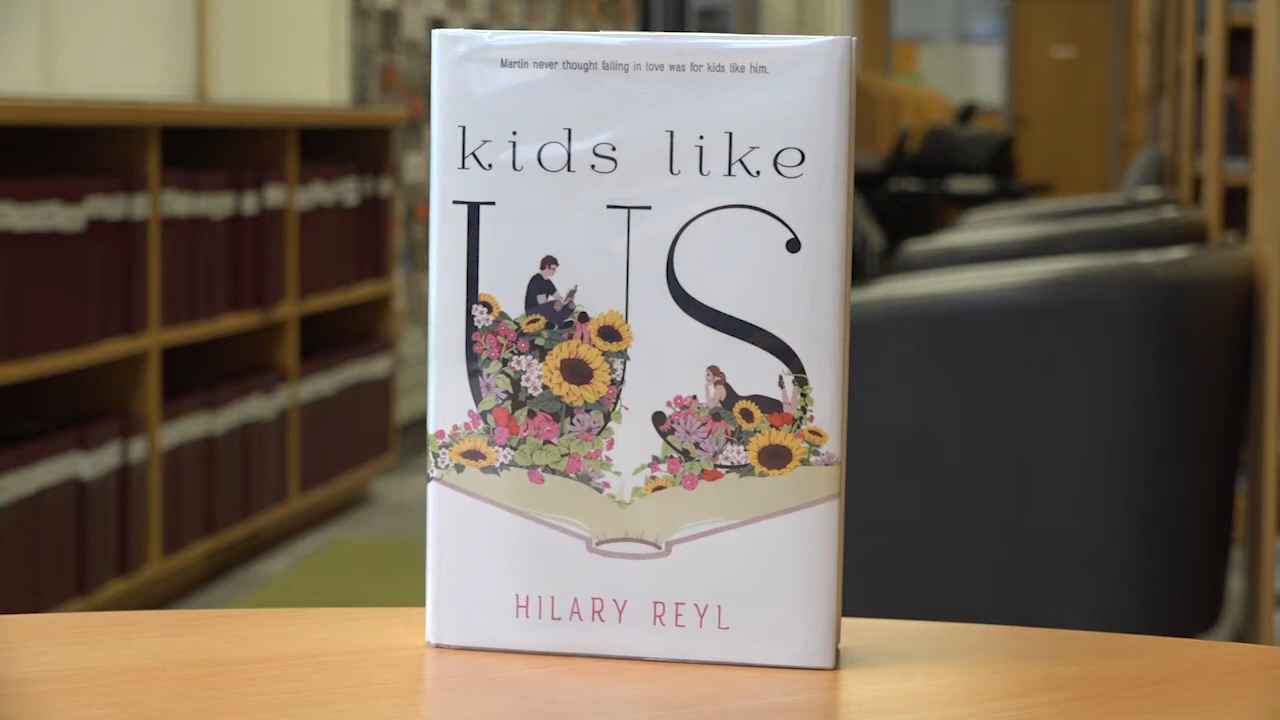 Martin never thought falling in love was for kids like him.
kids like
US
HILARY REYL